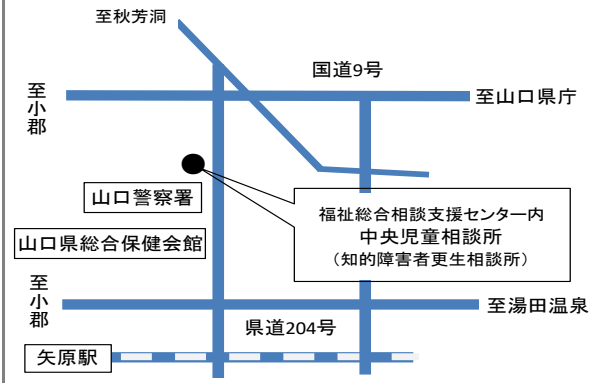 至秋芳洞
国道9号
至小郡
至山口県庁
山口警察署
福祉総合相談支援センター内
中央児童相談所
（知的障害者更生相談所）
山口県総合保健会館
至小郡
至湯田温泉
県道204号
矢原駅